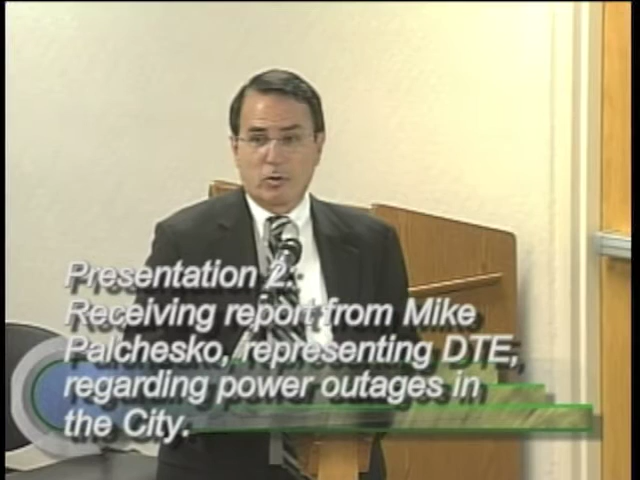 Presentation 2:
Receiving report from Mike
Palchesko, representing DTE,
regarding power outages in
the City.